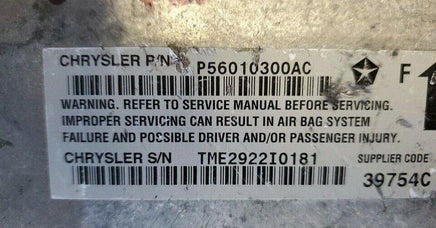 CHRYSLER P/N P56010300AC
F
WARNING. REFER TO SERVICE MANUAL BEFORE SERVICING.
IMPROPER SERVICING CAN RESULT IN AIR BAG SYSTEM
FAILURE AND POSSIBLE DRIVER AND/OR PASSENGER INJURY.
CHRYSLER S/N TME2922I0181 SUPPLIER CODE
39754C